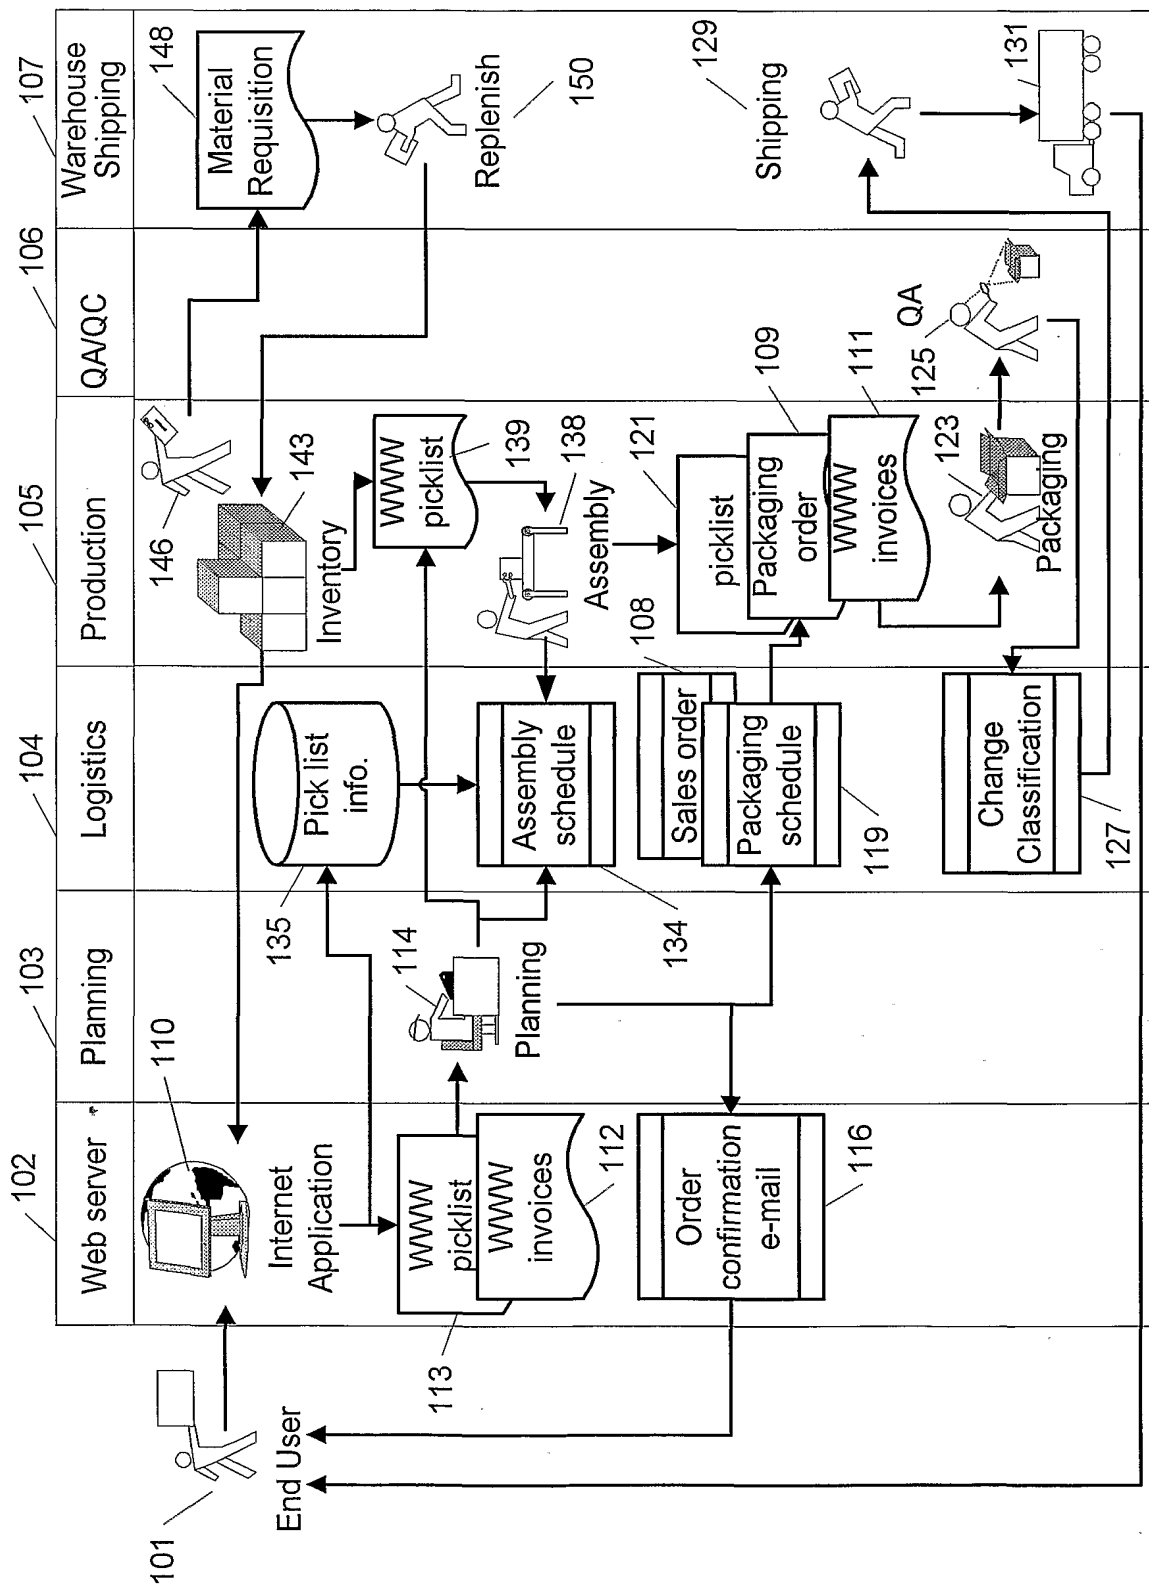 101
End User
102
Web server
103
Planning
104
Logistics
105
Production
106
QA/QC
107
Warehouse
Shipping
110
Internet
Application
113
WWW
picklist
WWW
invoices
112
Order
confirmation
e-mail
116
114
Planning
135
Pick list
info.
Assembly
schedule
134
108
Sales order
Packaging
schedule
119
Change
Classification
127
146
143
Inventory
WWW
picklist
139
138
Assembly
121
picklist
Packaging
order
109
WWW
invoices
111
123
Packaging
125
QA
148
Material
Requisition
Replenish
150
129
Shipping
131